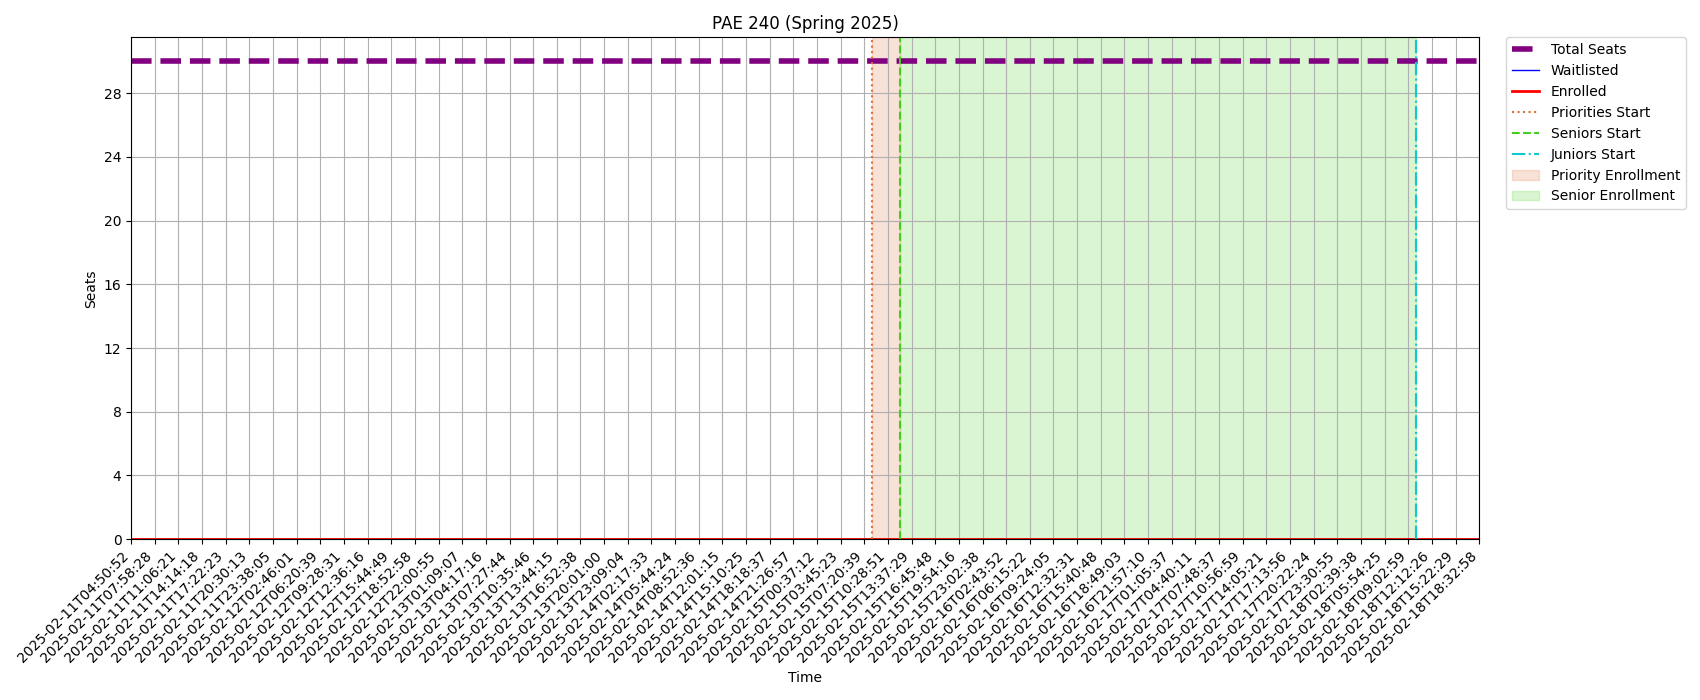 PAE 240 (Spring 2025)
Total Seats
Waitlisted
Enrolled
Priorities Start
Seniors Start
Juniors Start
Priority Enrollment
Senior Enrollment
Seats
28
24
20
16
12
8
4
0
2025-02-11T04:50:52
2025-02-11T07:58:28
2025-02-11T11:06:21
2025-02-11T14:14:18
2025-02-11T17:22:23
2025-02-11T20:30:13
2025-02-11T23:38:05
2025-02-12T02:46:01
2025-02-12T06:20:39
2025-02-12T09:28:31
2025-02-12T12:36:16
2025-02-12T15:44:49
2025-02-12T18:52:58
2025-02-12T22:00:55
2025-02-13T01:09:07
2025-02-13T04:17:16
2025-02-13T07:27:44
2025-02-13T10:35:46
2025-02-13T13:44:15
2025-02-13T16:52:38
2025-02-13T20:01:00
2025-02-13T23:09:04
2025-02-14T02:17:33
2025-02-14T05:44:24
2025-02-14T08:52:36
2025-02-14T12:01:15
2025-02-14T15:10:25
2025-02-14T18:18:37
2025-02-14T21:26:57
2025-02-15T00:37:12
2025-02-15T03:45:23
2025-02-15T07:20:39
2025-02-15T10:28:51
2025-02-15T13:37:29
2025-02-15T16:45:48
2025-02-15T19:54:16
2025-02-15T23:02:38
2025-02-16T02:43:52
2025-02-16T06:15:22
2025-02-16T09:24:05
2025-02-16T12:32:31
2025-02-16T15:40:48
2025-02-16T18:49:03
2025-02-16T21:57:10
2025-02-17T01:05:37
2025-02-17T04:40:11
2025-02-17T07:48:37
2025-02-17T10:56:59
2025-02-17T14:05:21
2025-02-17T17:13:56
2025-02-17T20:22:24
2025-02-17T23:30:55
2025-02-18T02:39:38
2025-02-18T05:54:25
2025-02-18T09:02:59
2025-02-18T12:12:26
2025-02-18T15:22:29
2025-02-18T18:32:58
Time